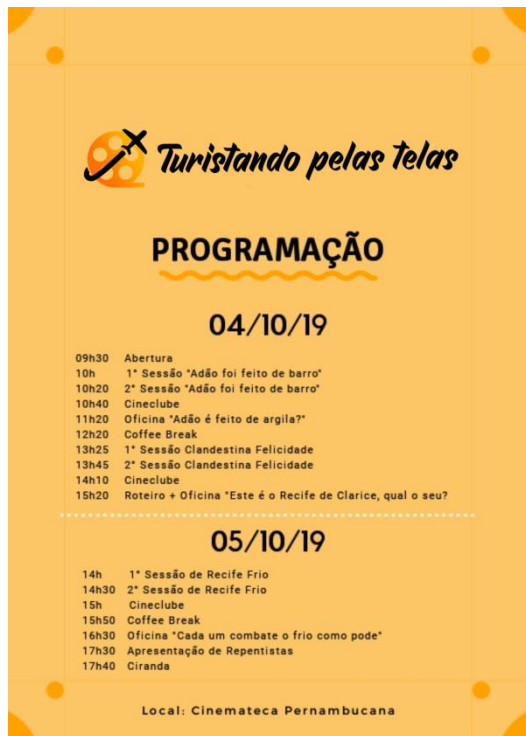 Turistando pelas telas
PROGRAMAÇÃO
04/10/19
09h30 Abertura
10h 1ª Sessão "Adão foi feito de barro"
10h20 2ª Sessão "Adão foi feito de barro"
10h40 Cineclube
11h20 Oficina "Adão é feito de argila?"
12h20 Coffee Break
13h25 1ª Sessão Clandestina Felicidade
13h45 2ª Sessão Clandestina Felicidade
14h10 Cineclube
15h20 Roteiro + Oficina "Este é o Recife de Clarice, qual o seu?
05/10/19
14h 1ª Sessão de Recife Frio
14h30 2ª Sessão de Recife Frio
15h Cineclube
15h50 Coffee Break
16h30 Oficina "Cada um combate o frio como pode"
17h30 Apresentação de Repentistas
17h40 Ciranda
Local: Cinemateca Pernambucana